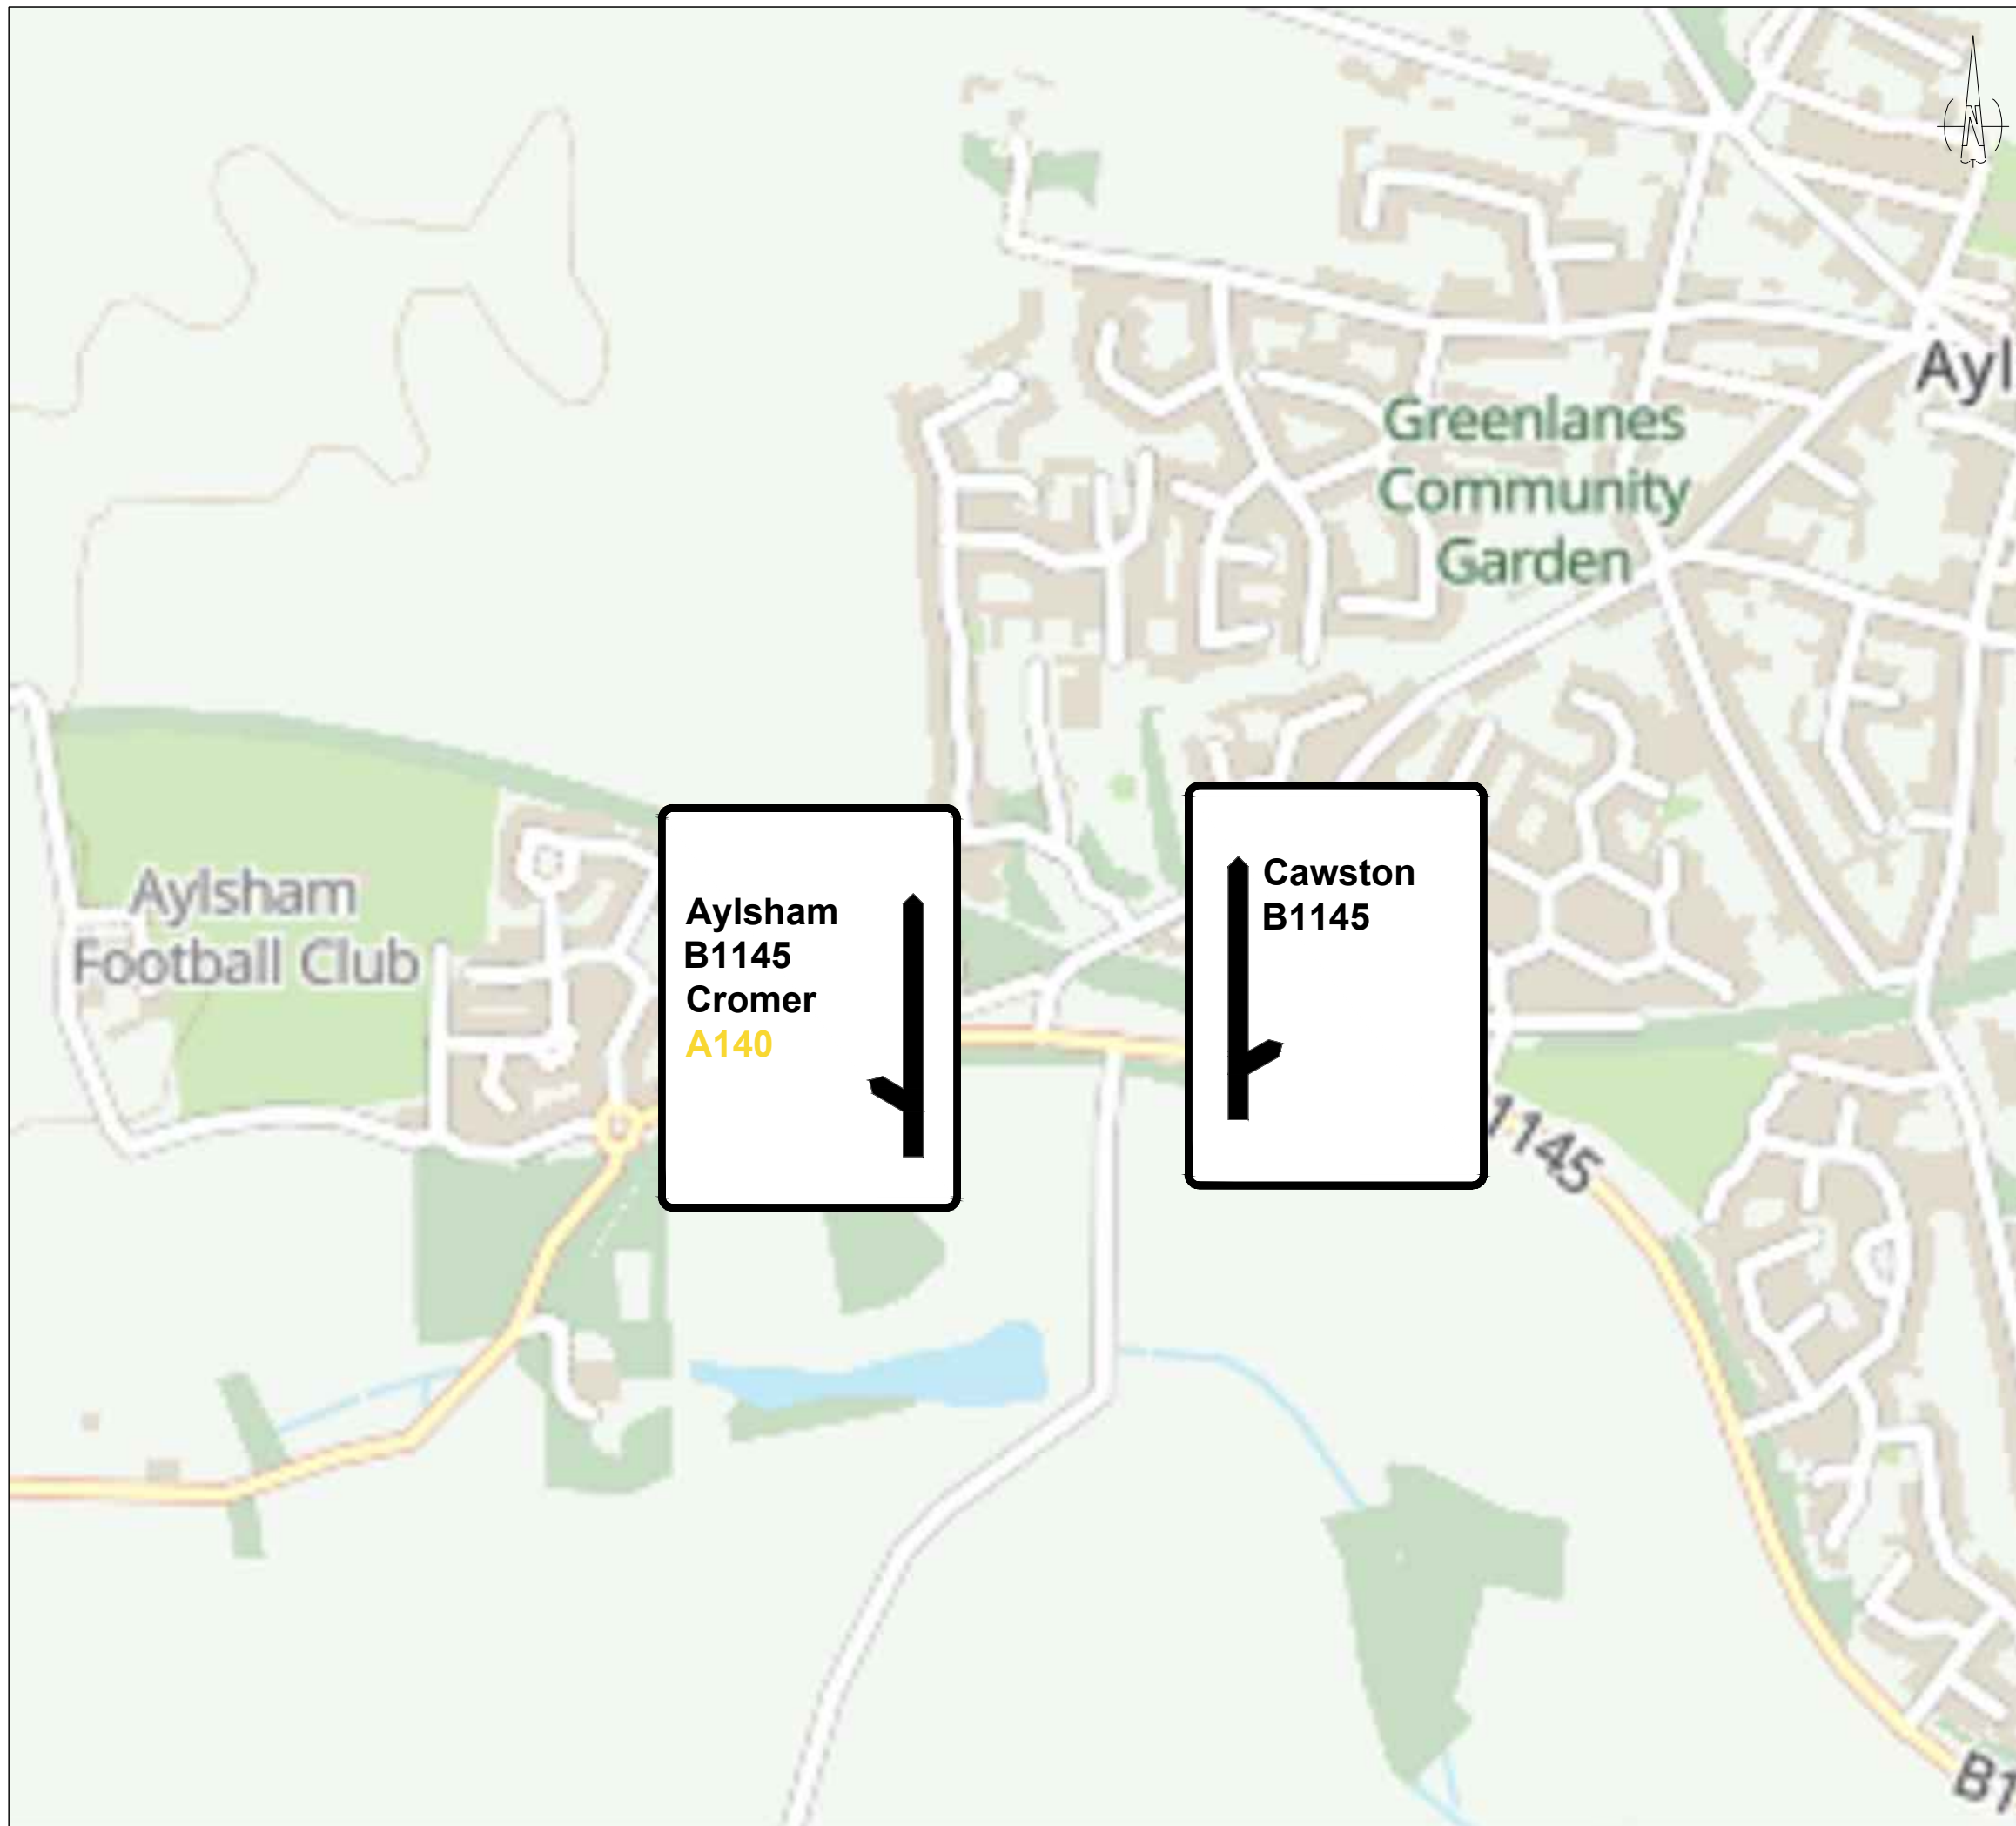 N
Ayl
Greenlanes
Community
Garden
Aylsham
Football Club
Aylsham
B1145
Cromer
A140
Cawston
B1145
1145
B1